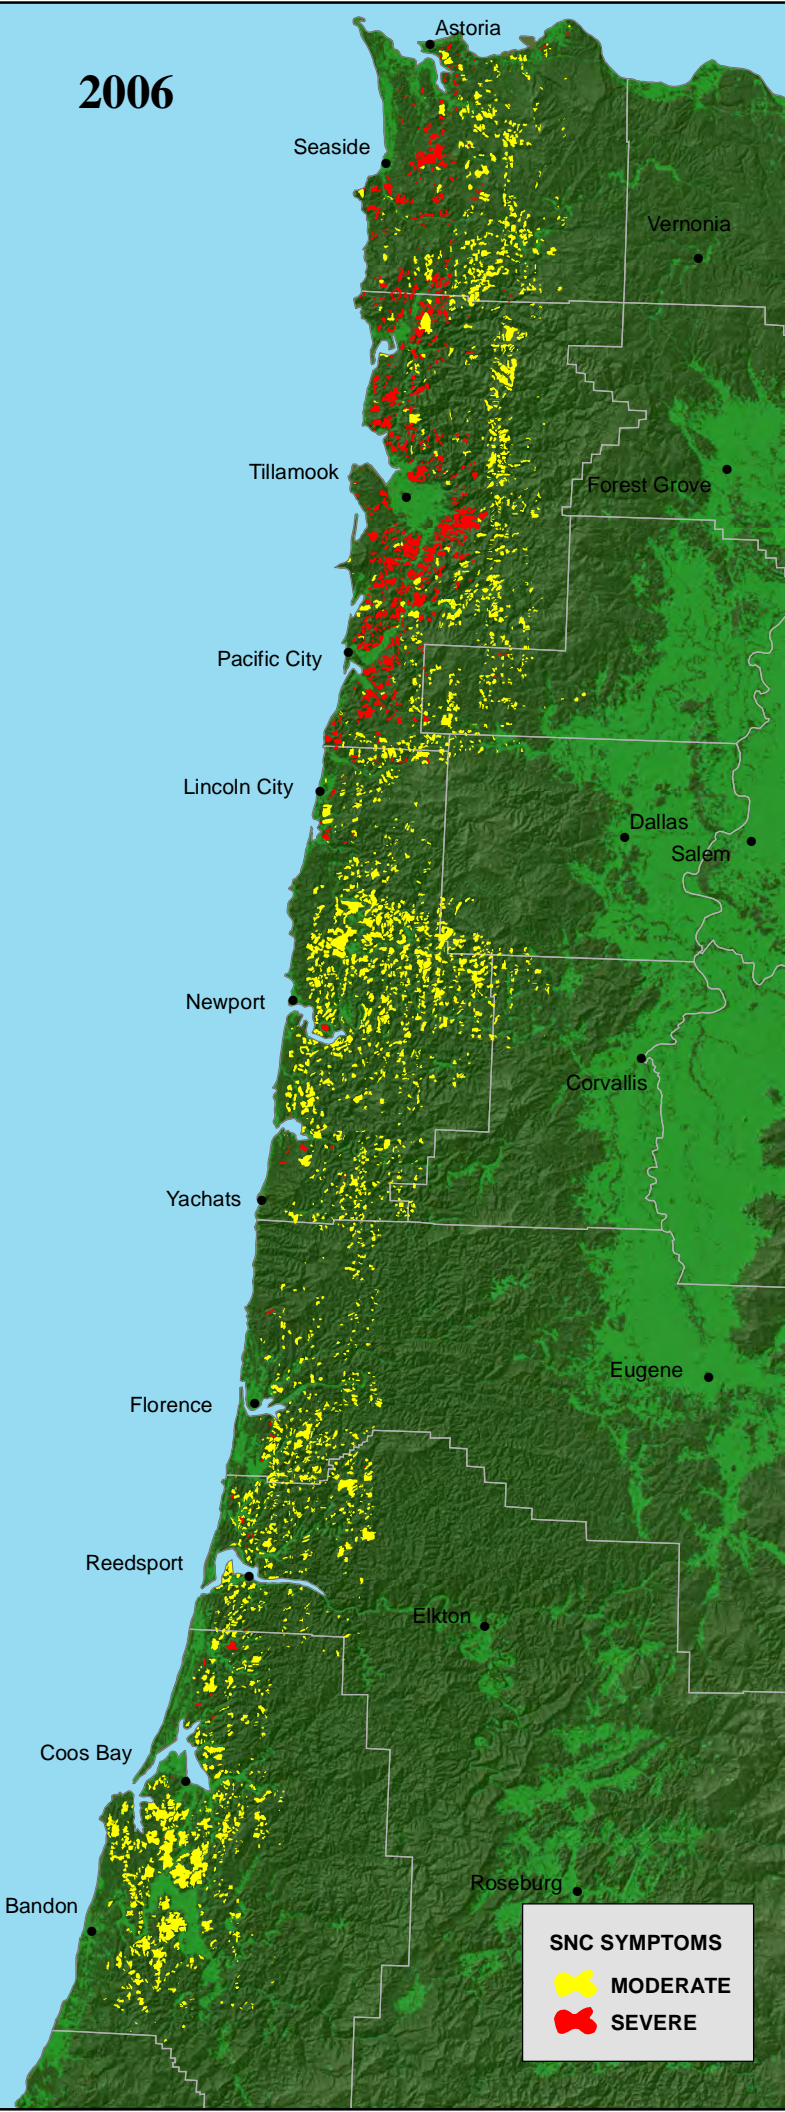 Astoria
2006
Seaside
Vernonia
Tillamook
Forest Grove
Pacific City
Lincoln City
Dallas
Salem
Newport
Corvallis
Yachats
Eugene
Florence
Reedsport
Elkton
Coos Bay
Roseburg
Bandon
SNC SYMPTOMS
MODERATE
SEVERE